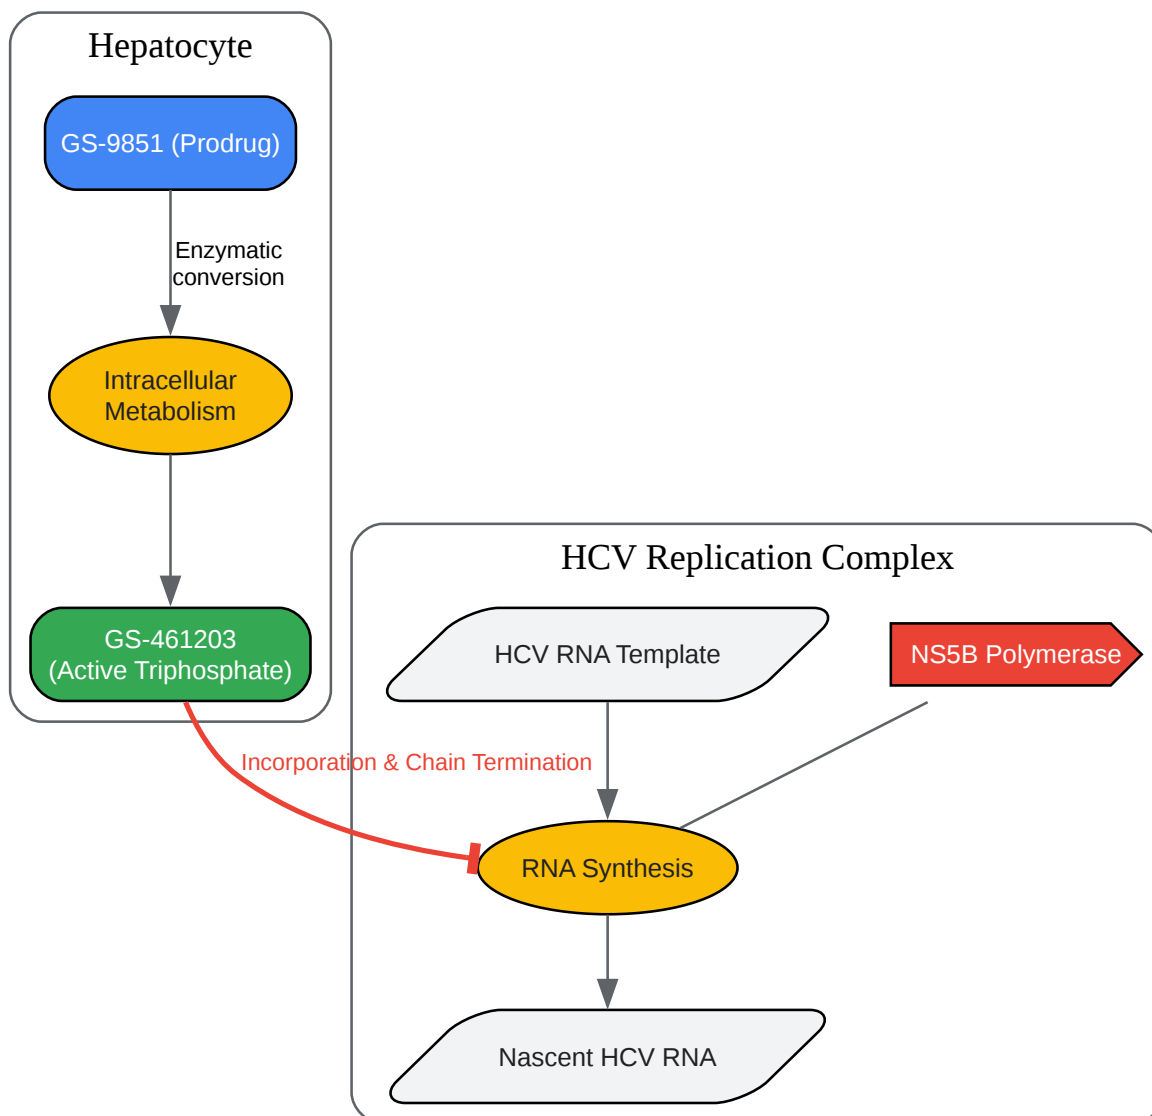 Hepatocyte
GS-9851 (Prodrug)
Enzymatic
conversion
Intracellular
Metabolism
GS-461203
(Active Triphosphate)
HCV Replication Complex
HCV RNA Template
NS5B Polymerase
Incorporation & Chain Termination
RNA Synthesis
Nascent HCV RNA